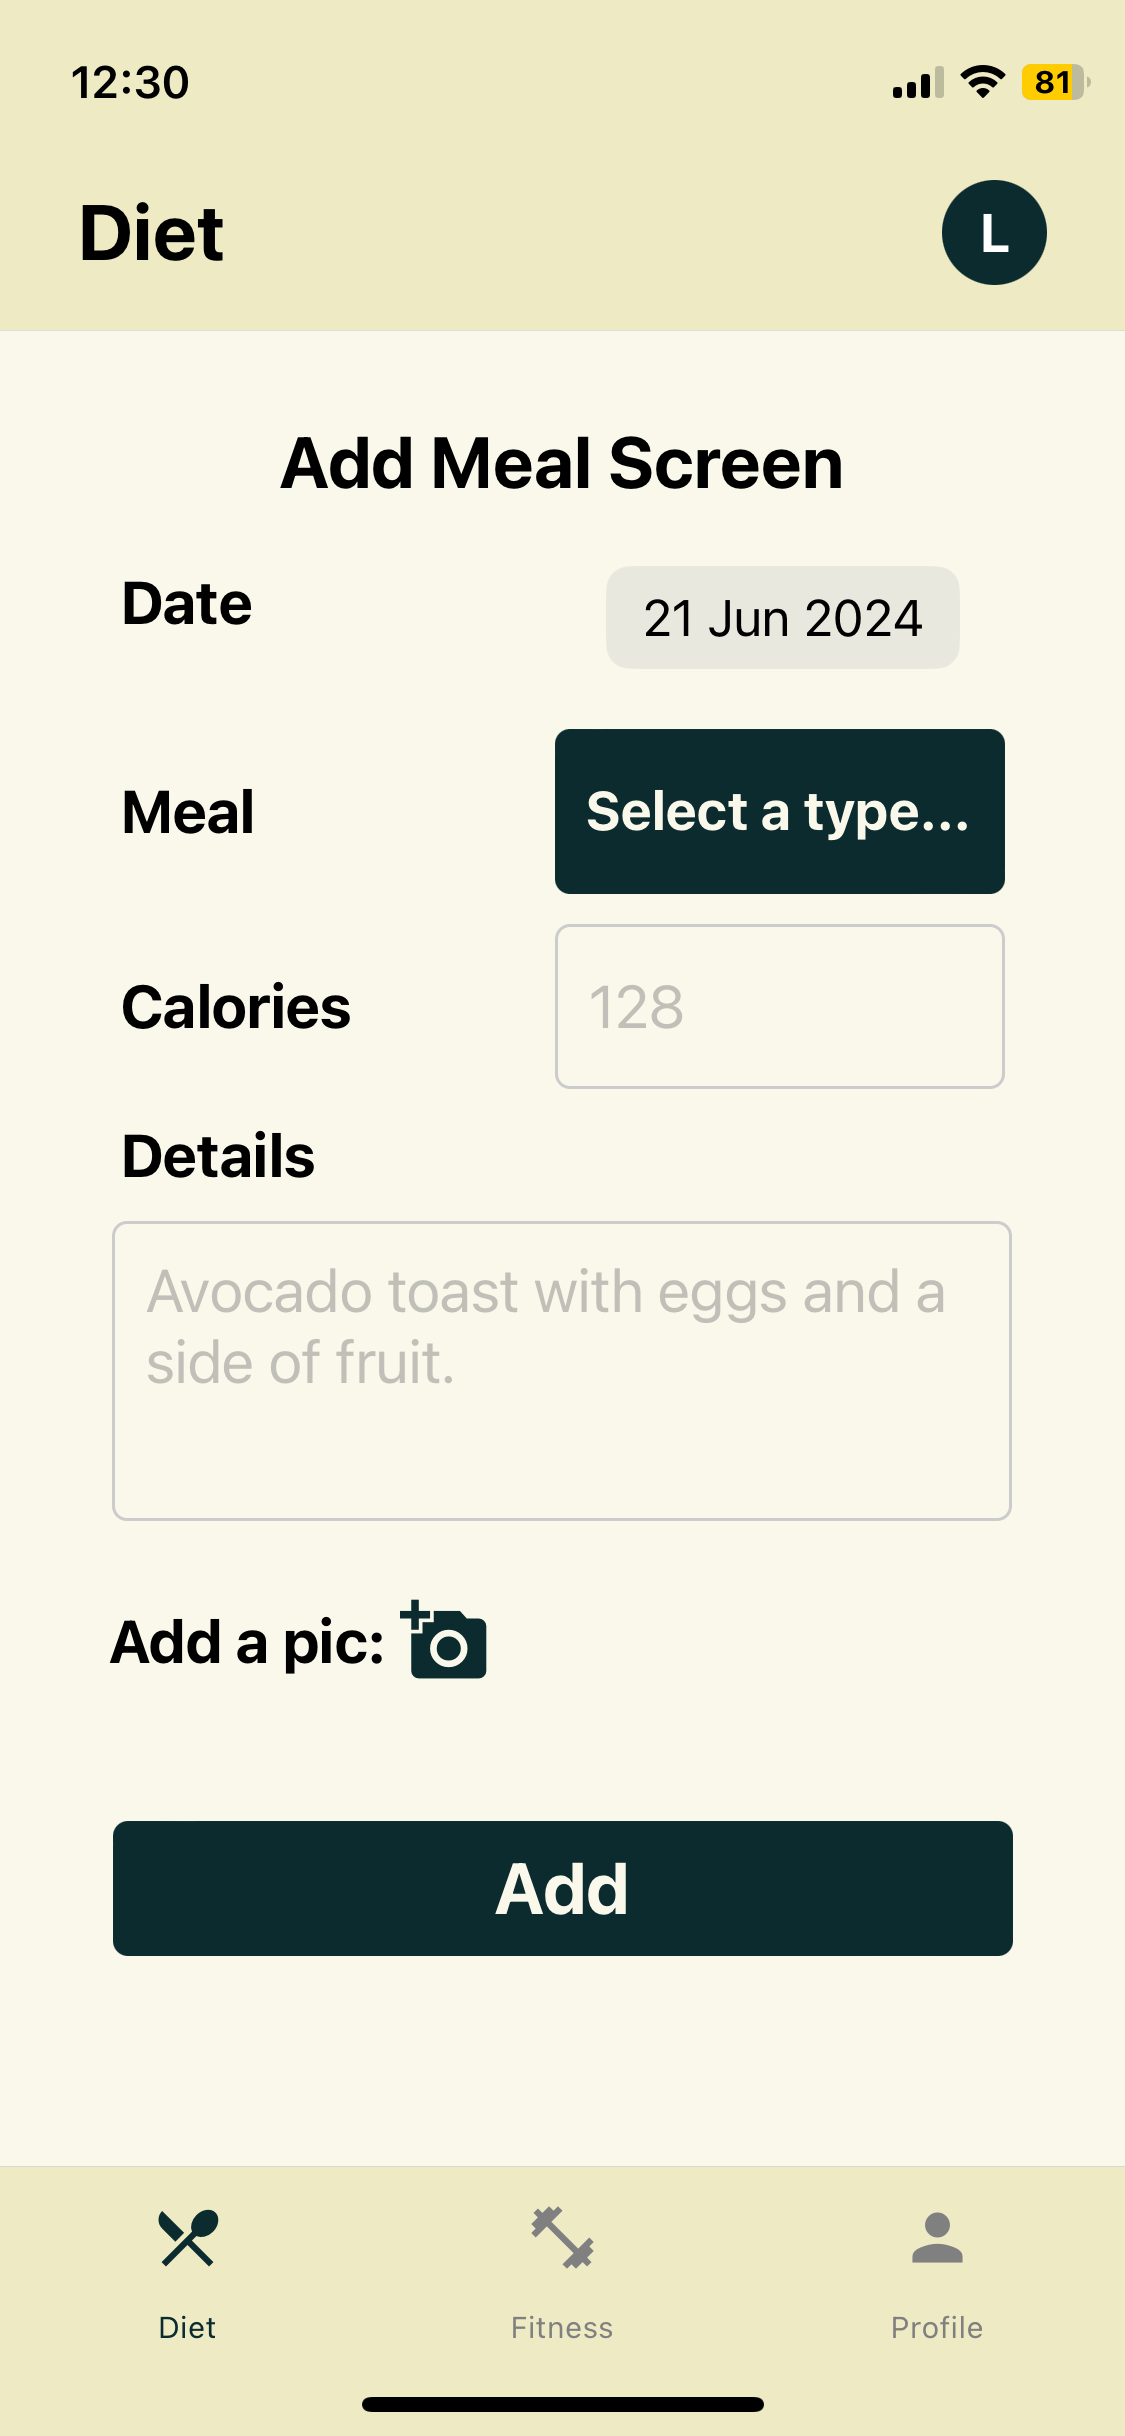 12:30
81
Diet
L
Add Meal Screen
Date
21 Jun 2024
Meal
Select a type...
Calories
128
Details
Avocado toast with eggs and a
side of fruit.
Add a pic:
Add
Diet
Fitness
Profile